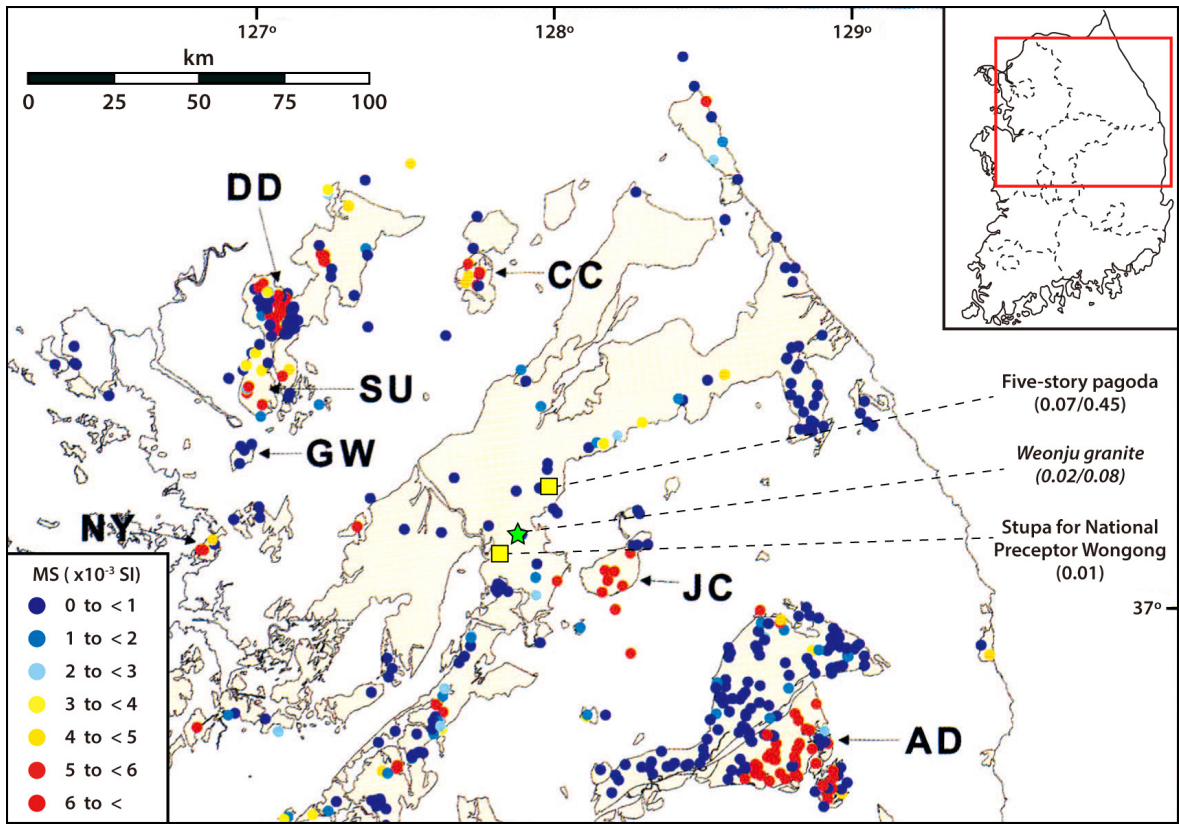 127°
128°
129°
km
0 25 50 75 100
DD
CC
SU
GW
NY
JC
AD
Five-story pagoda
(0.07/0.45)
Weonju granite
(0.02/0.08)
Stupa for National
Preceptor Wongong
(0.01)
37°
MS ( x10⁻³ SI)
0 to < 1
1 to < 2
2 to < 3
3 to < 4
4 to < 5
5 to < 6
6 to <